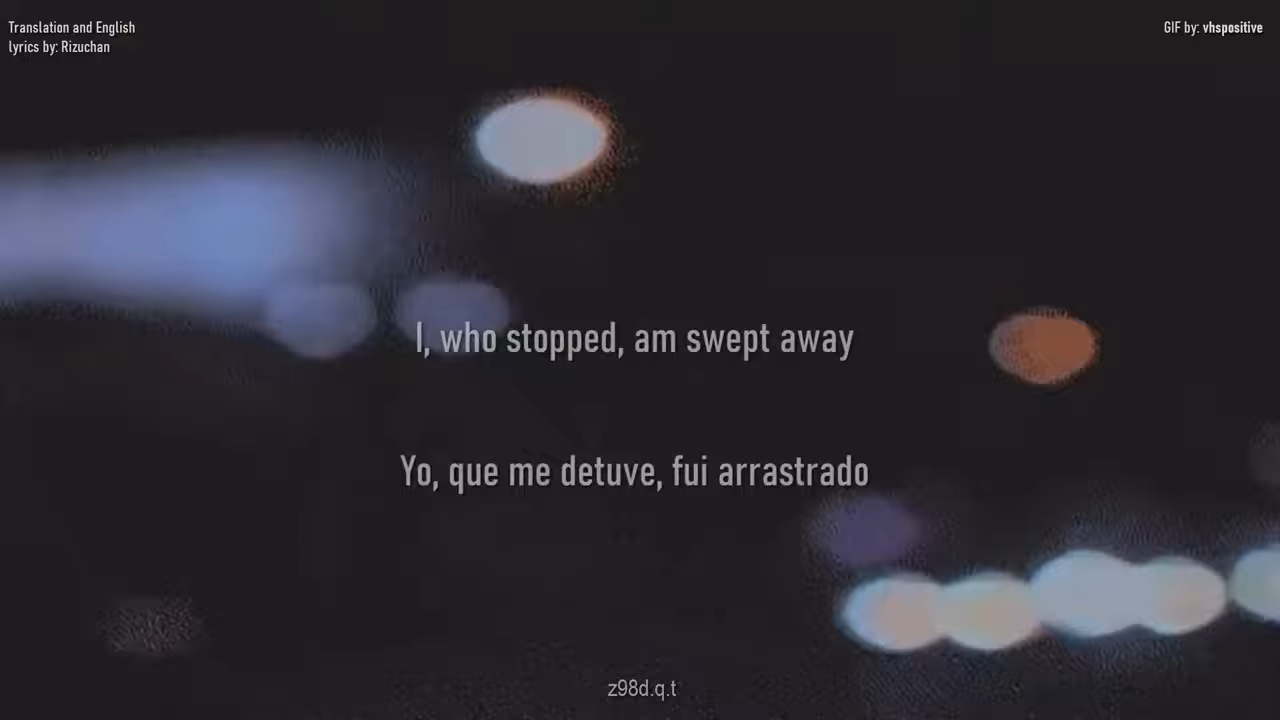 Translation and English
lyrics by: Rizuchan
GIF by: vhspositive
I, who stopped, am swept away
Yo, que me detuve, fui arrastrado
z98d.q.t